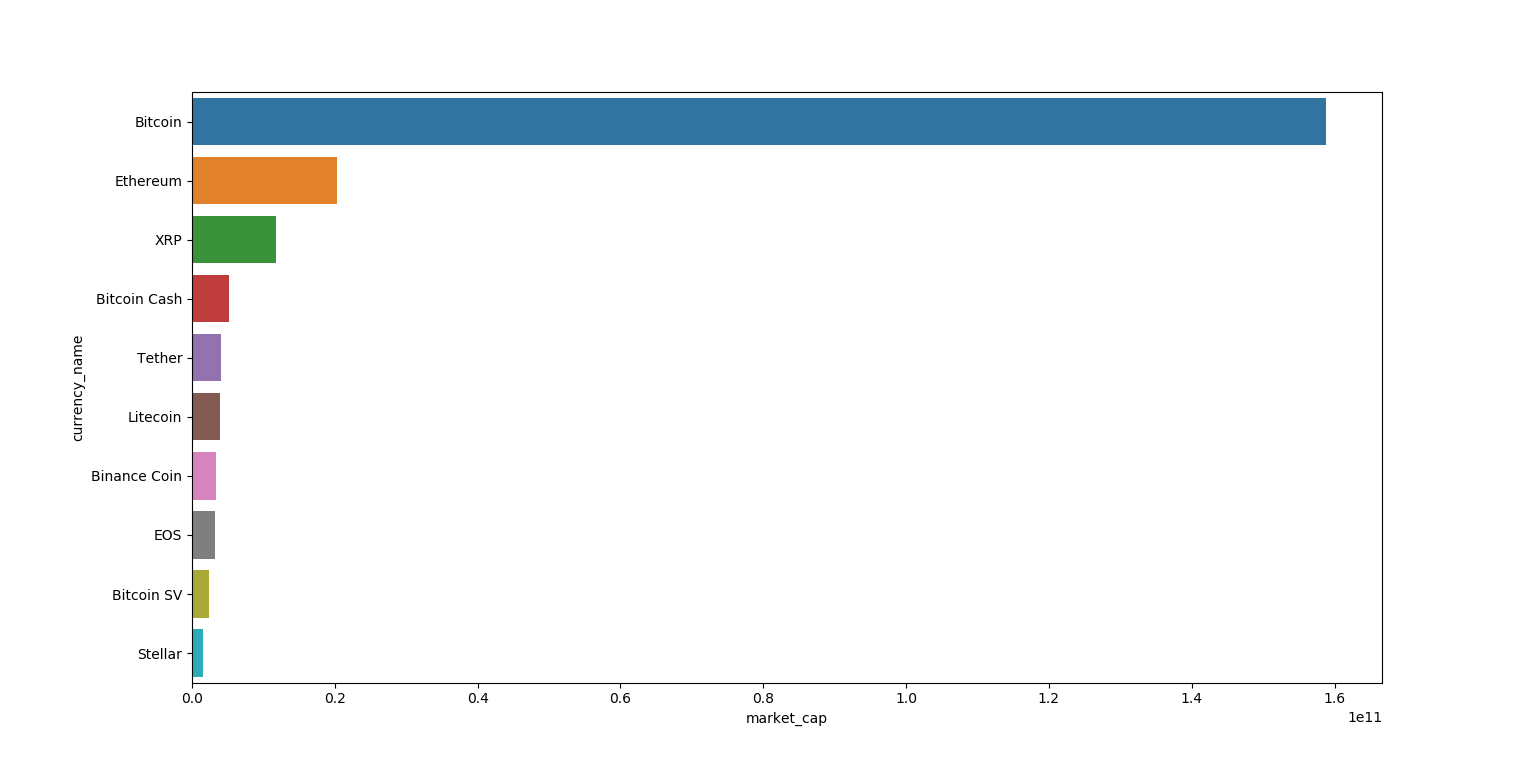 Bitcoin
Ethereum
XRP
Bitcoin Cash
Tether
Litecoin
Binance Coin
EOS
Bitcoin SV
Stellar
currency_name
0.0 0.2 0.4 0.6 0.8 1.0 1.2 1.4 1.6
market_cap
1e11